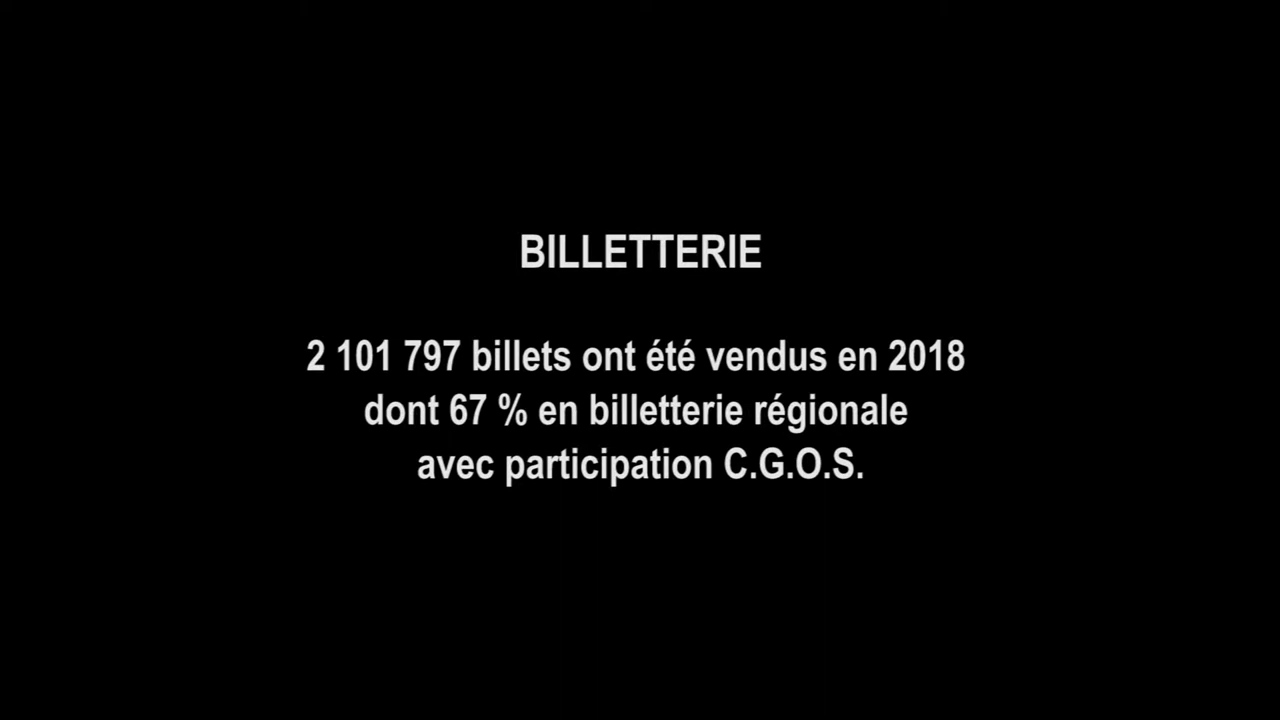 BILLETTERIE
2 101 797 billets ont été vendus en 2018
dont 67 % en billetterie régionale
avec participation C.G.O.S.